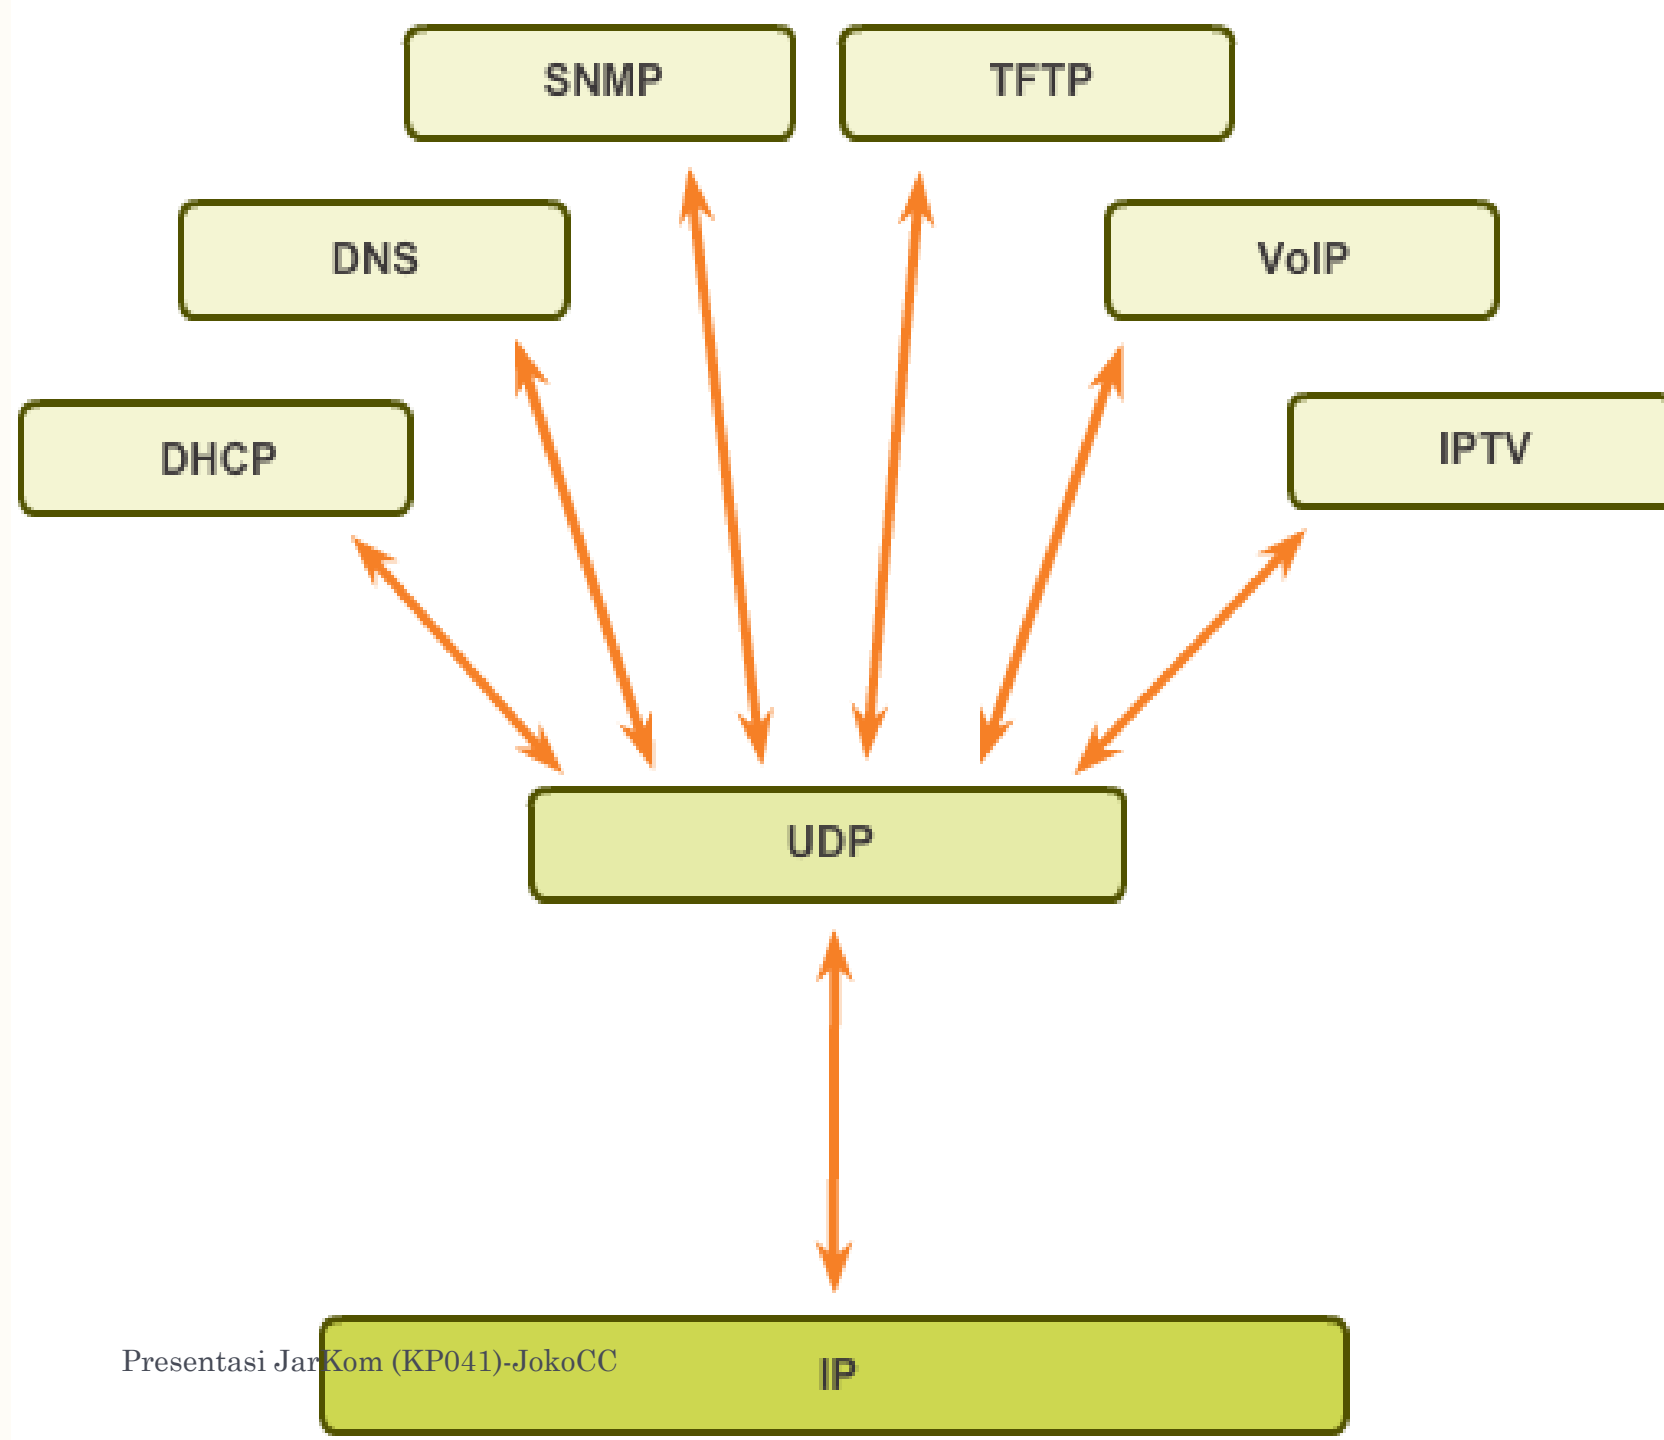 SNMP
TFTP
DNS
VoIP
DHCP
IPTV
UDP
Presentasi JarKom (KP041)-JokoCC
IP